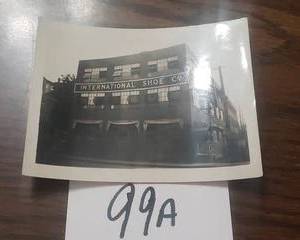 INTERNATIONAL SHOE Co.
99A